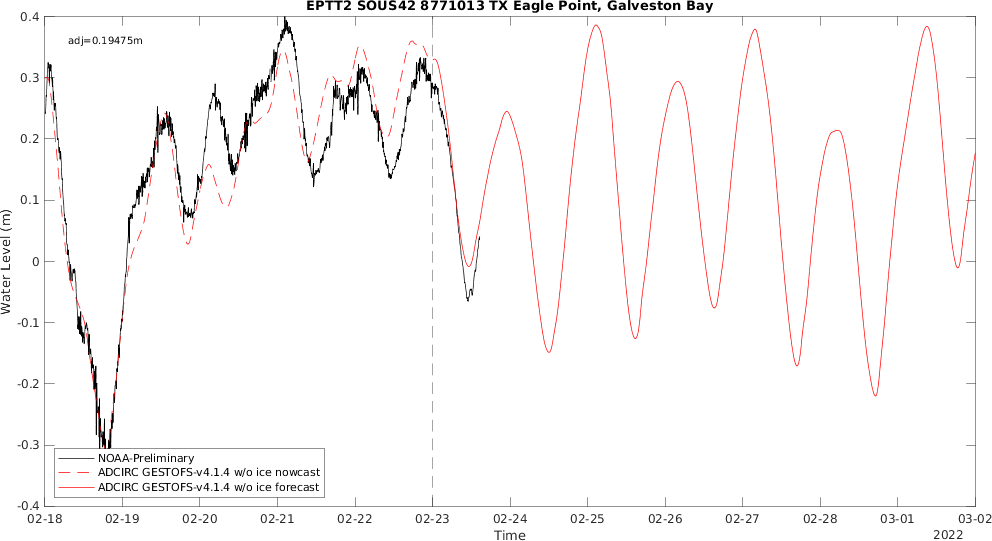 EPTT2 SOUS42 8771013 TX Eagle Point, Galveston Bay
adj=0.19475m
0.4
0.3
0.2
0.1
0
-0.1
-0.2
-0.3
-0.4
Water Level (m)
NOAA-Preliminary
ADCIRC GESTOFS-v4.1.4 w/o ice nowcast
ADCIRC GESTOFS-v4.1.4 w/o ice forecast
02-18 02-19 02-20 02-21 02-22 02-23 02-24 02-25 02-26 02-27 02-28 03-01 03-02
Time
2022